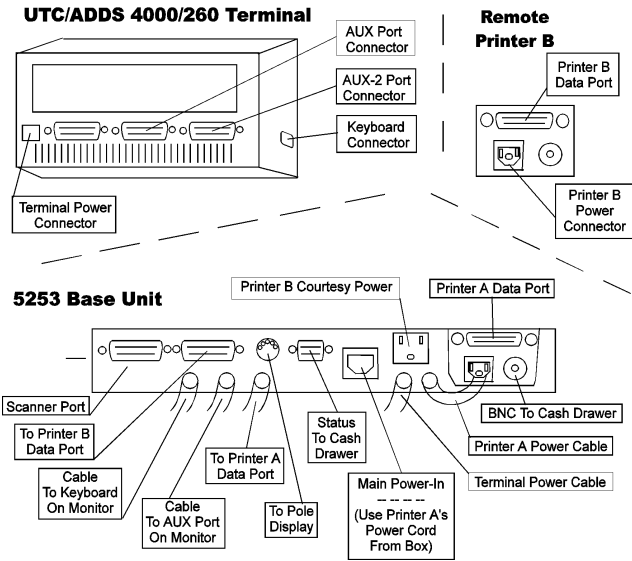 UTC/ADDS 4000/260 Terminal
AUX Port
Connector
AUX-2 Port
Connector
Keyboard
Connector
Terminal Power
Connector
Remote
Printer B
Printer B
Data Port
Printer B
Power
Connector
5253 Base Unit
Printer B Courtesy Power
Printer A Data Port
Scanner Port
To Printer B
Data Port
Cable
To Keyboard
On Monitor
Cable
To AUX Port
On Monitor
To Printer A
Data Port
To Pole
Display
Status
To Cash
Drawer
Main Power-In
-- -- -- --
(Use Printer A's
Power Cord
From Box)
BNC To Cash Drawer
Printer A Power Cable
Terminal Power Cable